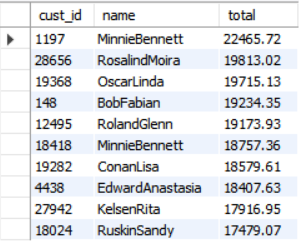 cust_id name total
1197 MinnieBennett 22465.72
28656 RosalindMoira 19813.02
19368 OscarLinda 19715.13
148 BobFabian 19234.35
12495 RolandGlenn 19173.93
18418 MinnieBennett 18757.36
19282 ConanLisa 18579.61
4438 EdwardAnastasia 18407.63
27942 KelsenRita 17916.95
18024 RuskinSandy 17479.07